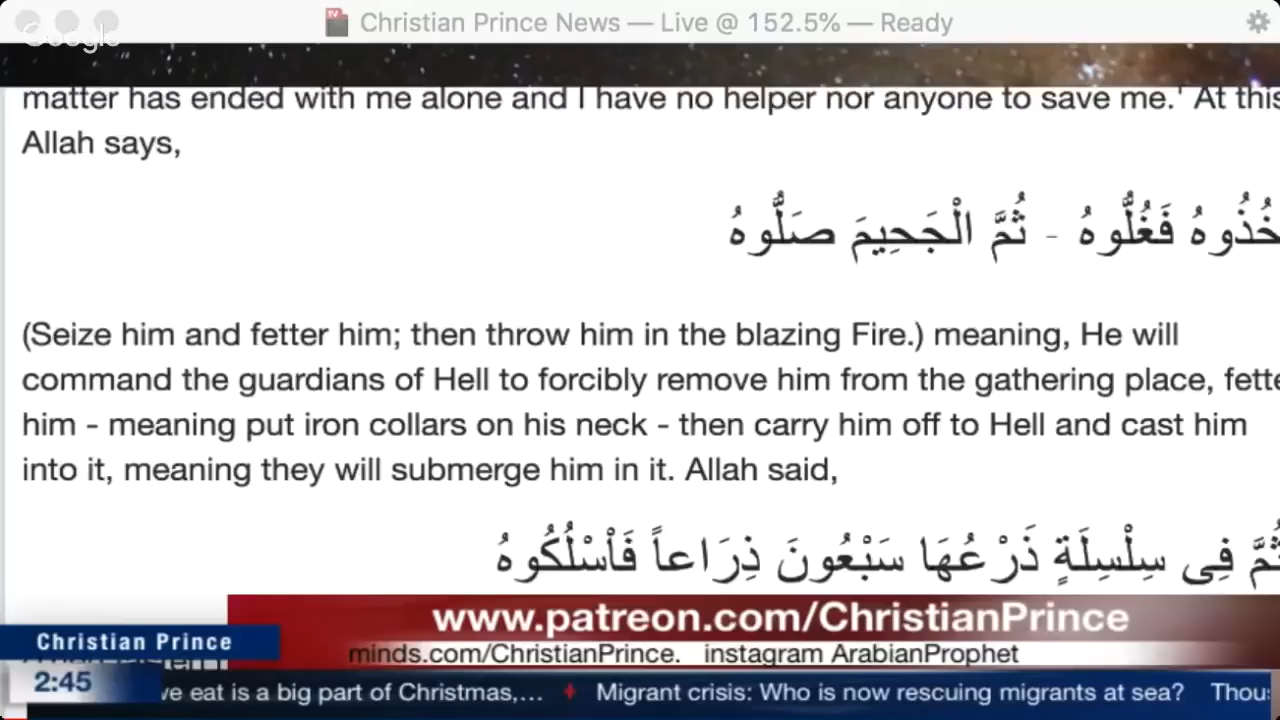 Christian Prince News — Live @ 152.5% — Ready
Google
matter has ended with me alone and I have no helper nor anyone to save me.' At this
Allah says,
خُذُوهُ فَغُلُّوهُ - ثُمَّ الْجَحِيمَ صَلُّوهُ
(Seize him and fetter him; then throw him in the blazing Fire.) meaning, He will
command the guardians of Hell to forcibly remove him from the gathering place, fette
him - meaning put iron collars on his neck - then carry him off to Hell and cast him
into it, meaning they will submerge him in it. Allah said,
ثُمَّ فِى سِلْسِلَةٍ ذَرْعُهَا سَبْعُونَ ذِرَاعاً فَاْسْلُكُوهُ
www.patreon.com/ChristianPrince
Christian Prince
minds.com/ChristianPrince. instagram ArabianProphet
2:45
ve eat is a big part of Christmas,... Migrant crisis: Who is now rescuing migrants at sea? Thou